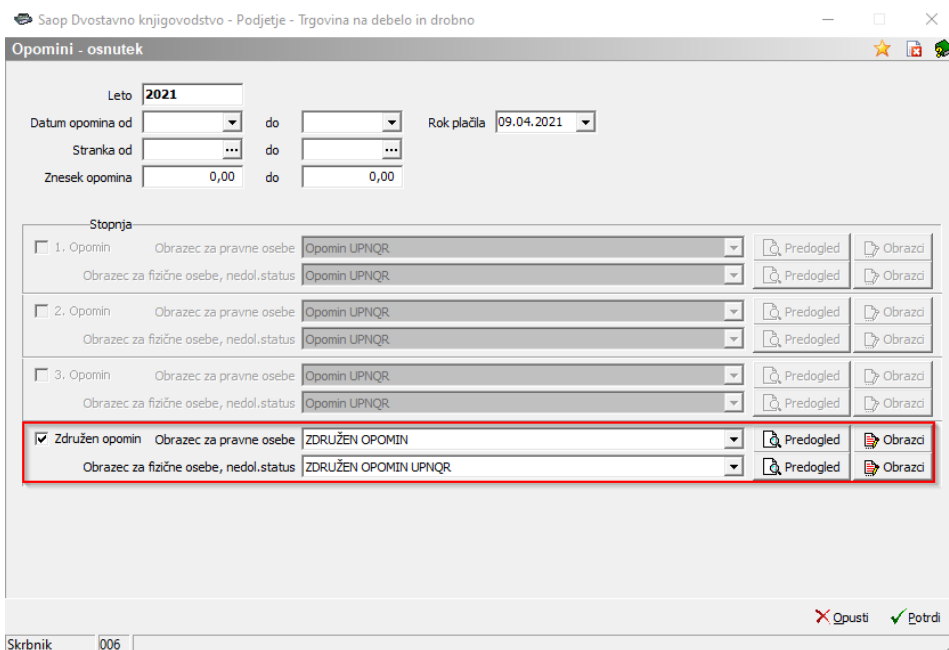 Saop Dvostavno knjigovodstvo - Podjetje - Trgovina na debelo in drobno
Opomini - osnutek
Leto 2021
Datum opomina od do Rok plačila 09.04.2021
Stranka od do
Znesek opomina 0,00 do 0,00
Stopnja
1. Opomin Obrazec za pravne osebe Opomin UPNQR Predogled Obrazci
Obrazec za fizične osebe, nedol.status Opomin UPNQR Predogled Obrazci
2. Opomin Obrazec za pravne osebe Opomin UPNQR Predogled Obrazci
Obrazec za fizične osebe, nedol.status Opomin UPNQR Predogled Obrazci
3. Opomin Obrazec za pravne osebe Opomin UPNQR Predogled Obrazci
Obrazec za fizične osebe, nedol.status Opomin UPNQR Predogled Obrazci
Združen opomin Obrazec za pravne osebe ZDRUŽEN OPOMIN Predogled Obrazci
Obrazec za fizične osebe, nedol.status ZDRUŽEN OPOMIN UPNQR Predogled Obrazci
Opusti Potrdi
Skrbnik 006